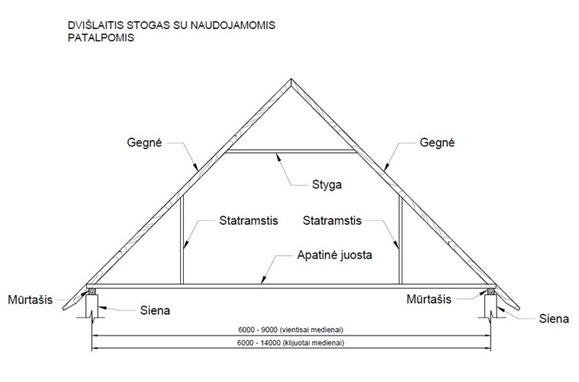 DVIŠLAITIS STOGAS SU NAUDOJAMOMIS
PATALPOMIS
Gegnė
Gegnė
Styga
Statramstis
Statramstis
Apatinė juosta
Mūrtašis
Mūrtašis
Siena
Siena
6000 - 9000 (vientisai medienai)
6000 - 14000 (klijuotai medienai)